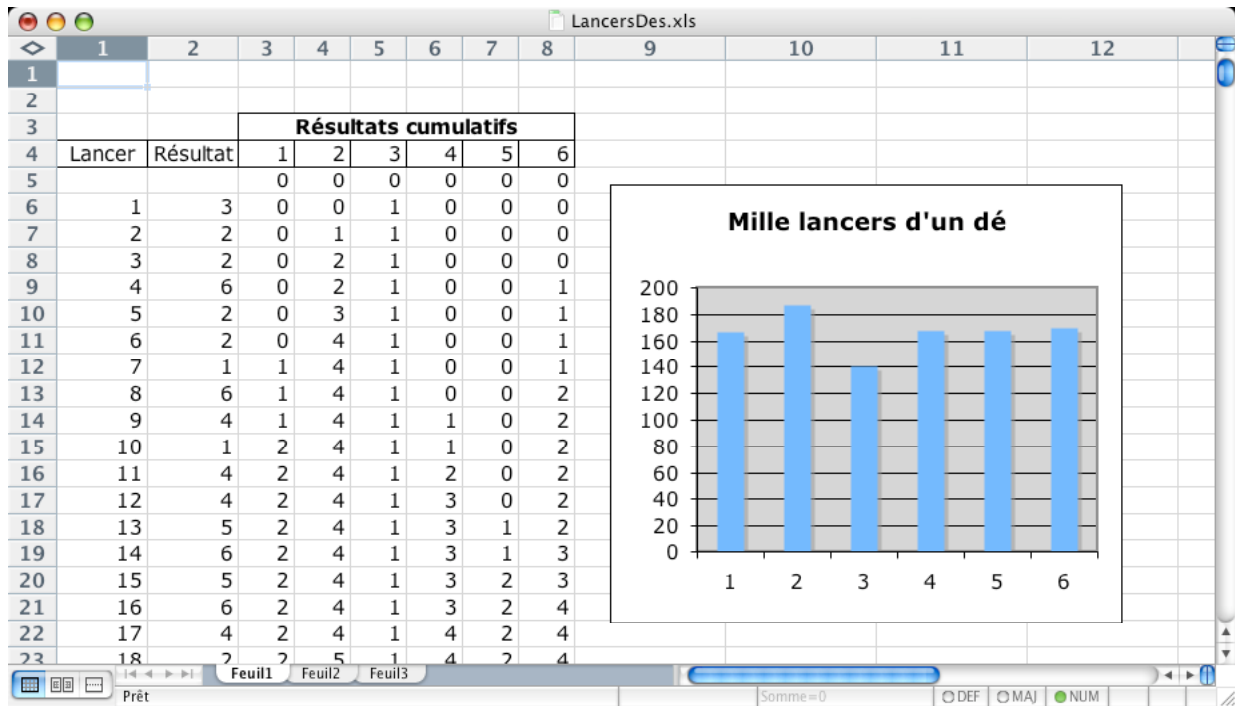 LancersDes.xls
1 2 3 4 5 6 7 8 9 10 11 12
1
2
3 Résultats cumulatifs
4 Lancer Résultat 1 2 3 4 5 6
5 0 0 0 0 0 0
6 1 3 0 0 1 0 0 0
7 2 2 0 1 1 0 0 0
8 3 2 0 2 1 0 0 0
9 4 6 0 2 1 0 0 1
10 5 2 0 3 1 0 0 1
11 6 2 0 4 1 0 0 1
12 7 1 1 4 1 0 0 1
13 8 6 1 4 1 0 0 2
14 9 4 1 4 1 1 0 2
15 10 1 2 4 1 1 0 2
16 11 4 2 4 1 2 0 2
17 12 4 2 4 1 3 0 2
18 13 5 2 4 1 3 1 2
19 14 6 2 4 1 3 1 3
20 15 5 2 4 1 3 2 3
21 16 6 2 4 1 3 2 4
22 17 4 2 4 1 4 2 4
23 18 2 2 5 1 4 2 4
Mille lancers d'un dé
200
180
160
140
120
100
80
60
40
20
0
1 2 3 4 5 6
Feuil1 Feuil2 Feuil3
Prêt Somme=0 DEF MAJ NUM